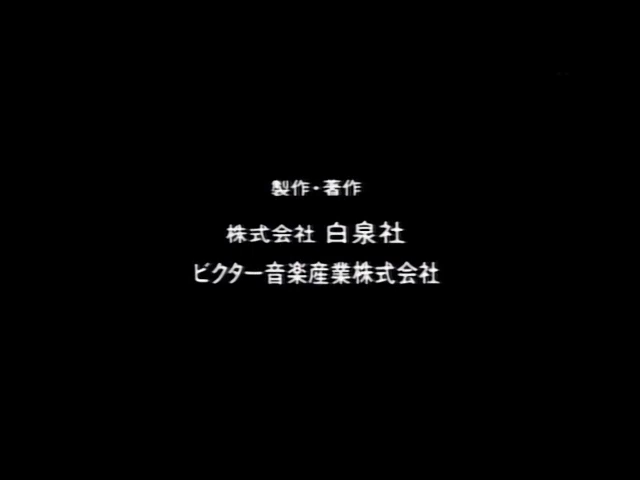 製作・著作
株式会社 白泉社
ビクター音楽産業株式会社